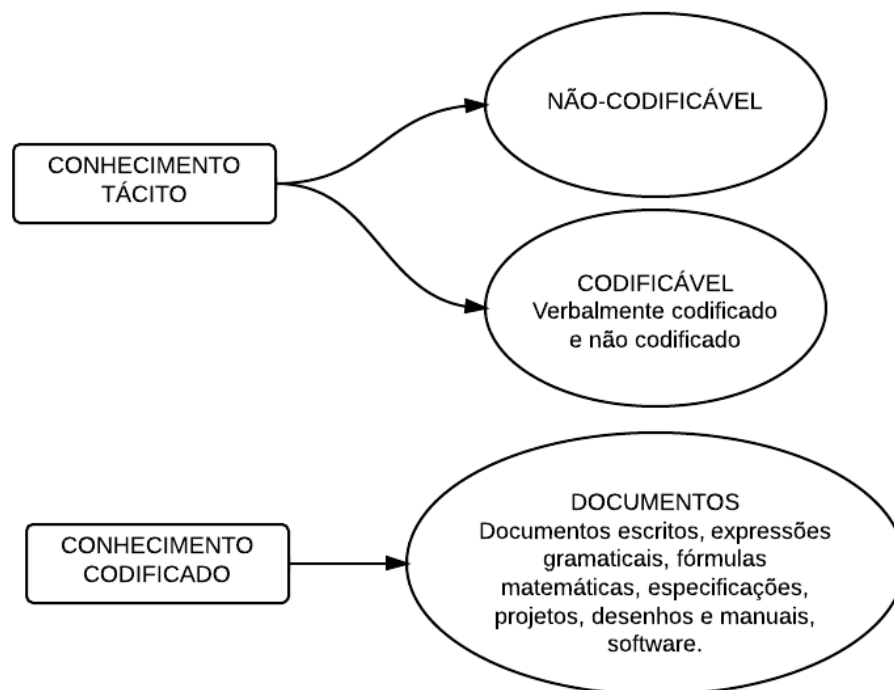 NÃO-CODIFICÁVEL
CONHECIMENTO
TÁCITO
CODIFICÁVEL
Verbalmente codificado
e não codificado
DOCUMENTOS
Documentos escritos, expressões
gramaticais, fórmulas
matemáticas, especificações,
projetos, desenhos e manuais,
software.
CONHECIMENTO
CODIFICADO